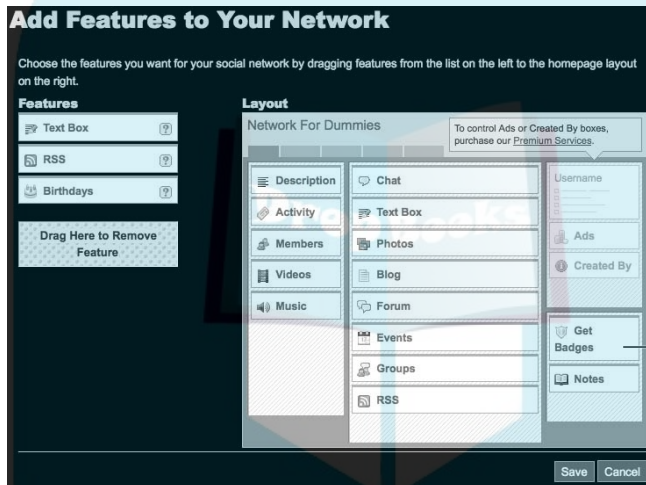 Add Features to Your Network
Choose the features you want for your social network by dragging features from the list on the left to the homepage layout
on the right.
Features
Text Box
RSS
Birthdays
Drag Here to Remove
Feature
Layout
Network For Dummies
To control Ads or Created By boxes,
purchase our Premium Services.
Description
Activity
Members
Videos
Music
Chat
Text Box
Photos
Blog
Forum
Events
Groups
RSS
Username
Ads
Created By
Get
Badges
Notes
Save
Cancel